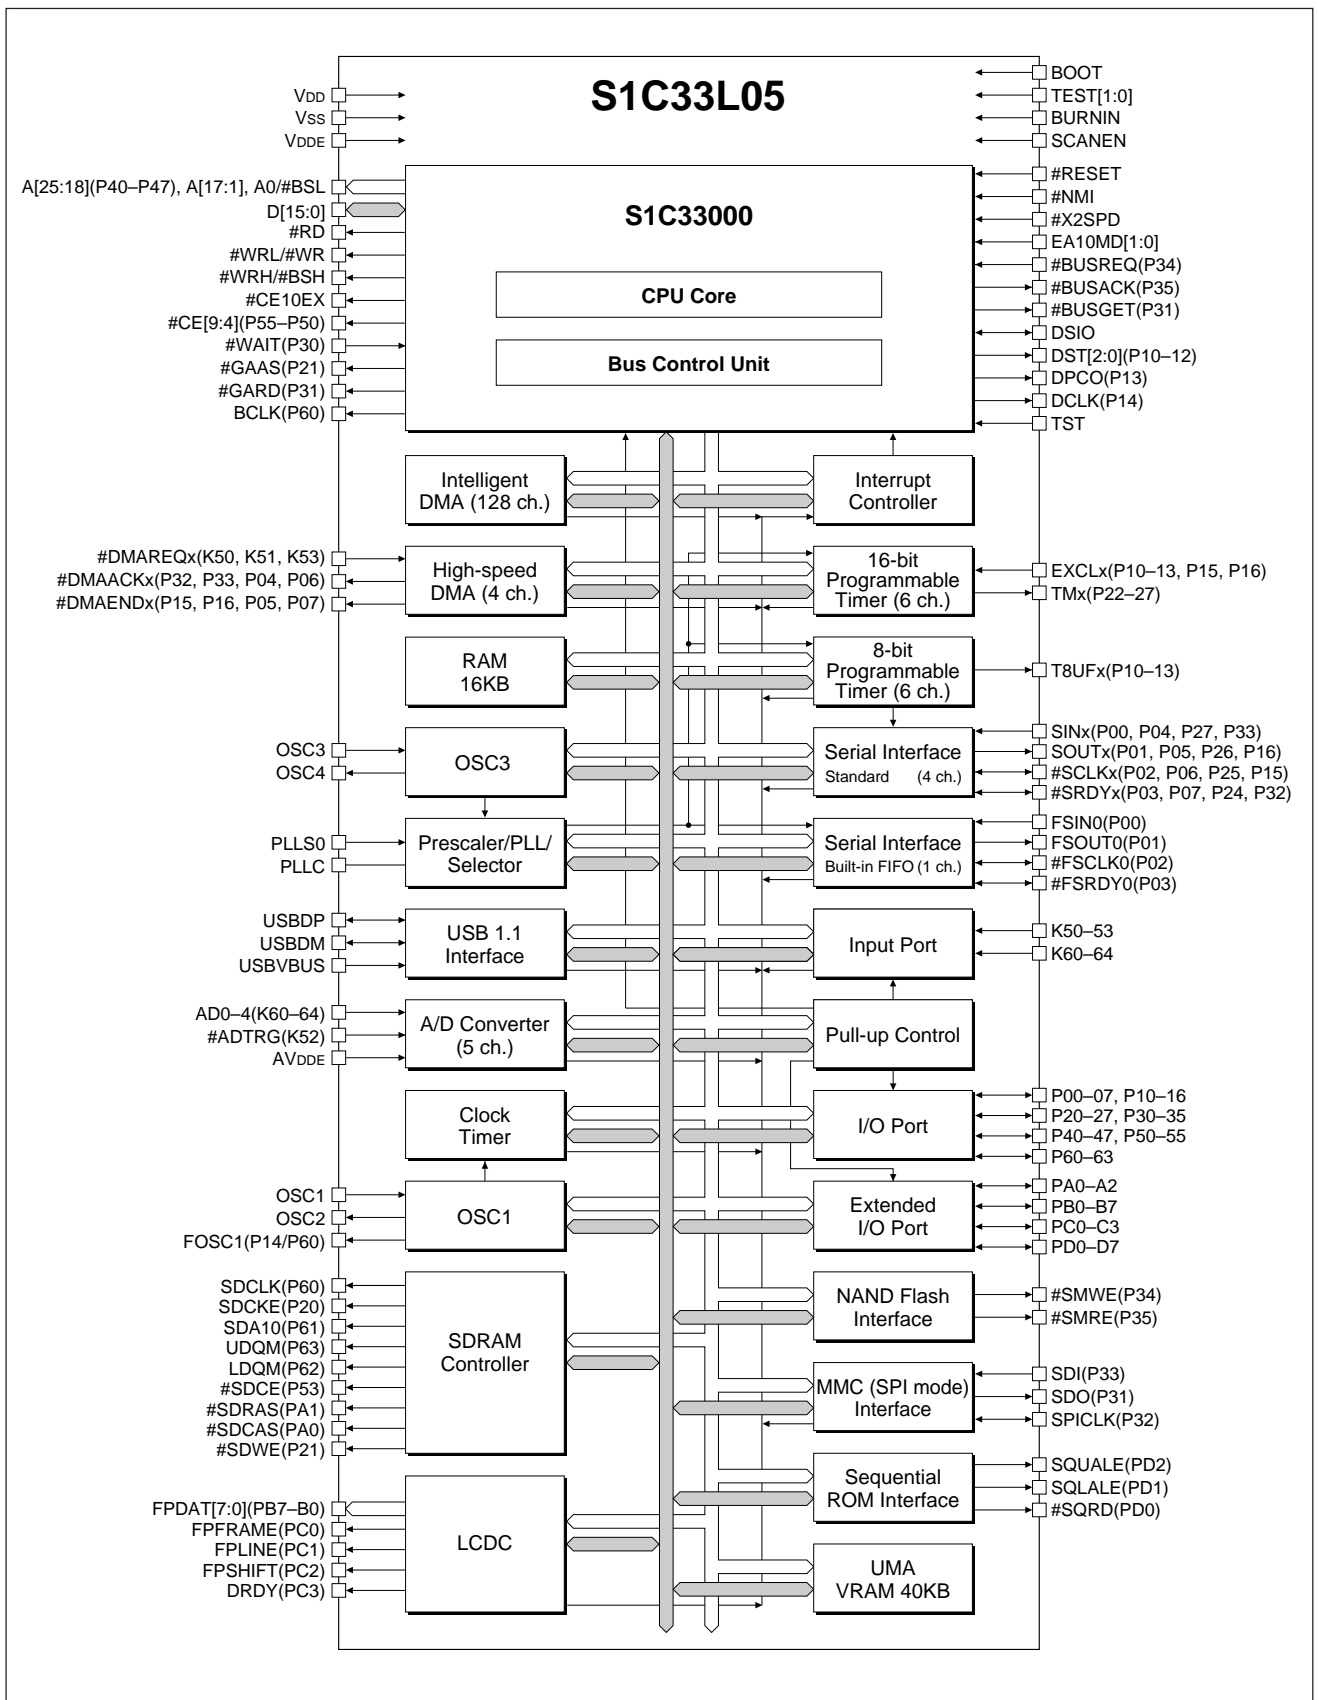 S1C33L05
VDD
VSS
VDDE
BOOT
TEST[1:0]
BURNIN
SCANEN
A[25:18](P40–P47), A[17:1], A0/#BSL
D[15:0]
#RD
#WRL/#WR
#WRH/#BSH
#CE10EX
#CE[9:4](P55–P50)
#WAIT(P30)
#GAAS(P21)
#GARD(P31)
BCLK(P60)
S1C33000
CPU Core
Bus Control Unit
#RESET
#NMI
#X2SPD
EA10MD[1:0]
#BUSREQ(P34)
#BUSACK(P35)
#BUSGET(P31)
DSIO
DST[2:0](P10–12)
DPCO(P13)
DCLK(P14)
TST
Intelligent
DMA (128 ch.)
Interrupt
Controller
#DMAREQx(K50, K51, K53)
#DMAACKx(P32, P33, P04, P06)
#DMAENDx(P15, P16, P05, P07)
High-speed
DMA (4 ch.)
16-bit
Programmable
Timer (6 ch.)
EXCLx(P10–13, P15, P16)
TMx(P22–27)
RAM
16KB
8-bit
Programmable
Timer (6 ch.)
T8UFx(P10–13)
OSC3
OSC4
OSC3
Serial Interface
Standard (4 ch.)
SINx(P00, P04, P27, P33)
SOUTx(P01, P05, P26, P16)
#SCLKx(P02, P06, P25, P15)
#SRDYx(P03, P07, P24, P32)
PLLS0
PLLC
Prescaler/PLL/
Selector
Serial Interface
Built-in FIFO (1 ch.)
FSIN0(P00)
FSOUT0(P01)
#FSCLK0(P02)
#FSRDY0(P03)
USBDP
USBDM
USBVBUS
USB 1.1
Interface
Input Port
K50–53
K60–64
AD0–4(K60–64)
#ADTRG(K52)
AVDDE
A/D Converter
(5 ch.)
Pull-up Control
Clock
Timer
I/O Port
P00–07, P10–16
P20–27, P30–35
P40–47, P50–55
P60–63
OSC1
OSC2
FOSC1(P14/P60)
OSC1
Extended
I/O Port
PA0–A2
PB0–B7
PC0–C3
PD0–D7
SDCLK(P60)
SDCKE(P20)
SDA10(P61)
UDQM(P63)
LDQM(P62)
#SDCE(P53)
#SDRAS(PA1)
#SDCAS(PA0)
#SDWE(P21)
SDRAM
Controller
NAND Flash
Interface
#SMWE(P34)
#SMRE(P35)
MMC (SPI mode)
Interface
SDI(P33)
SDO(P31)
SPICLK(P32)
Sequential
ROM Interface
SQUALE(PD2)
SQLALE(PD1)
#SQRD(PD0)
FPDAT[7:0](PB7–B0)
FPFRAME(PC0)
FPLINE(PC1)
FPSHIFT(PC2)
DRDY(PC3)
LCDC
UMA
VRAM 40KB